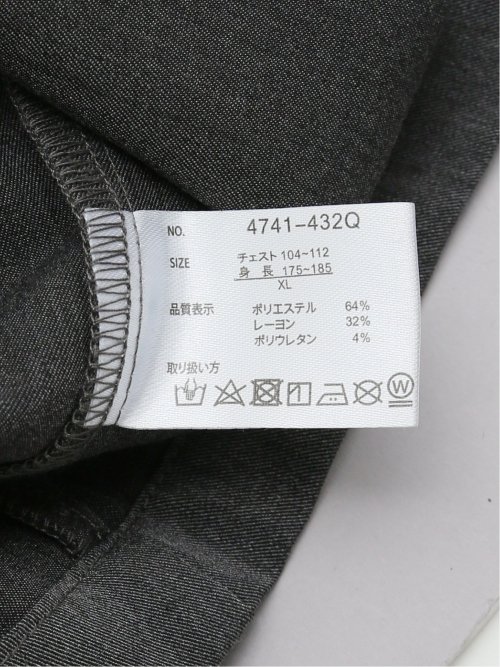 NO. 4741-432Q
SIZE チェスト 104~112
身 長 175~185
XL
品質表示 ポリエステル 64%
レーヨン 32%
ポリウレタン 4%
取り扱い方
W